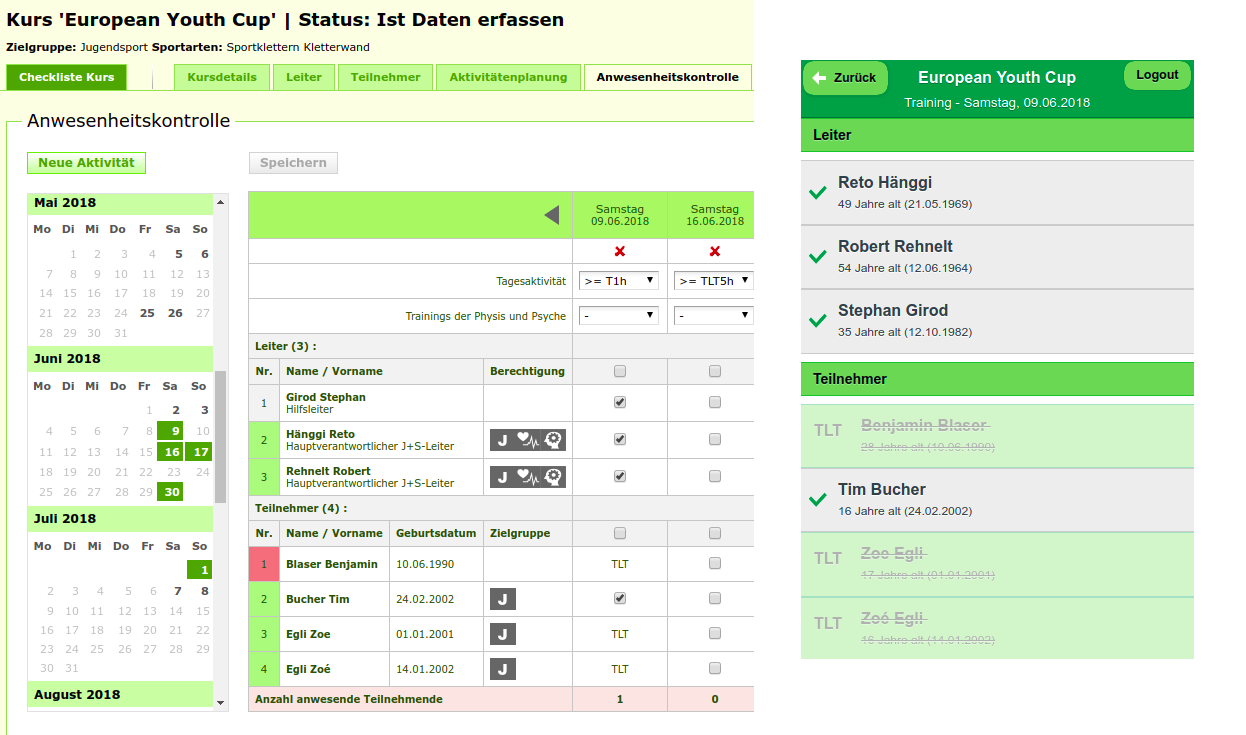 Kurs 'European Youth Cup' | Status: Ist Daten erfassen
Zielgruppe: Jugendsport Sportarten: Sportklettern Kletterwand
Checkliste Kurs
Kursdetails
Leiter
Teilnehmer
Aktivitätenplanung
Anwesenheitskontrolle
Anwesenheitskontrolle
Neue Aktivität
Speichern
Mai 2018
Mo Di Mi Do Fr Sa So
1 2 3 4 5 6
7 8 9 10 11 12 13
14 15 16 17 18 19 20
21 22 23 24 25 26 27
28 29 30 31
Juni 2018
Mo Di Mi Do Fr Sa So
1 2 3
4 5 6 7 8 9 10
11 12 13 14 15 16 17
18 19 20 21 22 23 24
25 26 27 28 29 30
Juli 2018
Mo Di Mi Do Fr Sa So
1
2 3 4 5 6 7 8
9 10 11 12 13 14 15
16 17 18 19 20 21 22
23 24 25 26 27 28 29
30 31
August 2018
Samstag 09.06.2018
Samstag 16.06.2018
Tagesaktivität >= T1h >= TLT5h
Trainings der Physis und Psyche - -
Leiter (3) :
Nr. Name / Vorname Berechtigung
1 Girod Stephan
Hilfsleiter
2 Hänggi Reto J
Hauptverantwortlicher J+S-Leiter
3 Rehnelt Robert J
Hauptverantwortlicher J+S-Leiter
Teilnehmer (4) :
Nr. Name / Vorname Geburtsdatum Zielgruppe
1 Blaser Benjamin 10.06.1990 TLT
2 Bucher Tim 24.02.2002 J
3 Egli Zoe 01.01.2001 J TLT
4 Egli Zoé 14.01.2002 J TLT
Anzahl anwesende Teilnehmende 1 0
Zurück
European Youth Cup
Logout
Training - Samstag, 09.06.2018
Leiter
Reto Hänggi
49 Jahre alt (21.05.1969)
Robert Rehnelt
54 Jahre alt (12.06.1964)
Stephan Girod
35 Jahre alt (12.10.1982)
Teilnehmer
TLT Benjamin Blaser
28 Jahre alt (10.06.1990)
Tim Bucher
16 Jahre alt (24.02.2002)
TLT Zoe Egli
17 Jahre alt (01.01.2001)
TLT Zoé Egli
16 Jahre alt (14.01.2002)